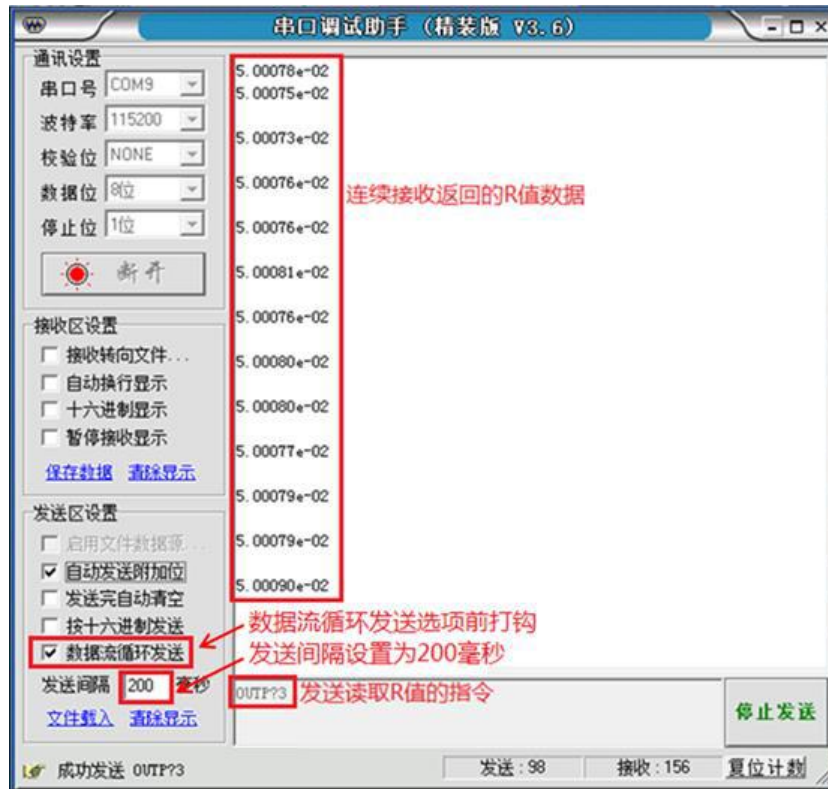 串口调试助手 (精装版 V3.6)
通讯设置
串口号 COM9
波特率 115200
校验位 NONE
数据位 8位
停止位 1位
断开
接收区设置
接收转向文件...
自动换行显示
十六进制显示
暂停接收显示
保存数据 清除显示
发送区设置
启用文件数据源...
自动发送附加位
发送完自动清空
按十六进制发送
数据流循环发送
发送间隔 200 毫秒
文件载入 清除显示
5.00078e-02
5.00075e-02
5.00073e-02
5.00076e-02
5.00076e-02
5.00081e-02
5.00076e-02
5.00080e-02
5.00080e-02
5.00077e-02
5.00079e-02
5.00079e-02
5.00090e-02
连续接收返回的R值数据
数据流循环发送选项前打钩
发送间隔设置为200毫秒
OUTP?3 发送读取R值的指令
停止发送
成功发送 OUTP?3
发送:98
接收:156
复位计数